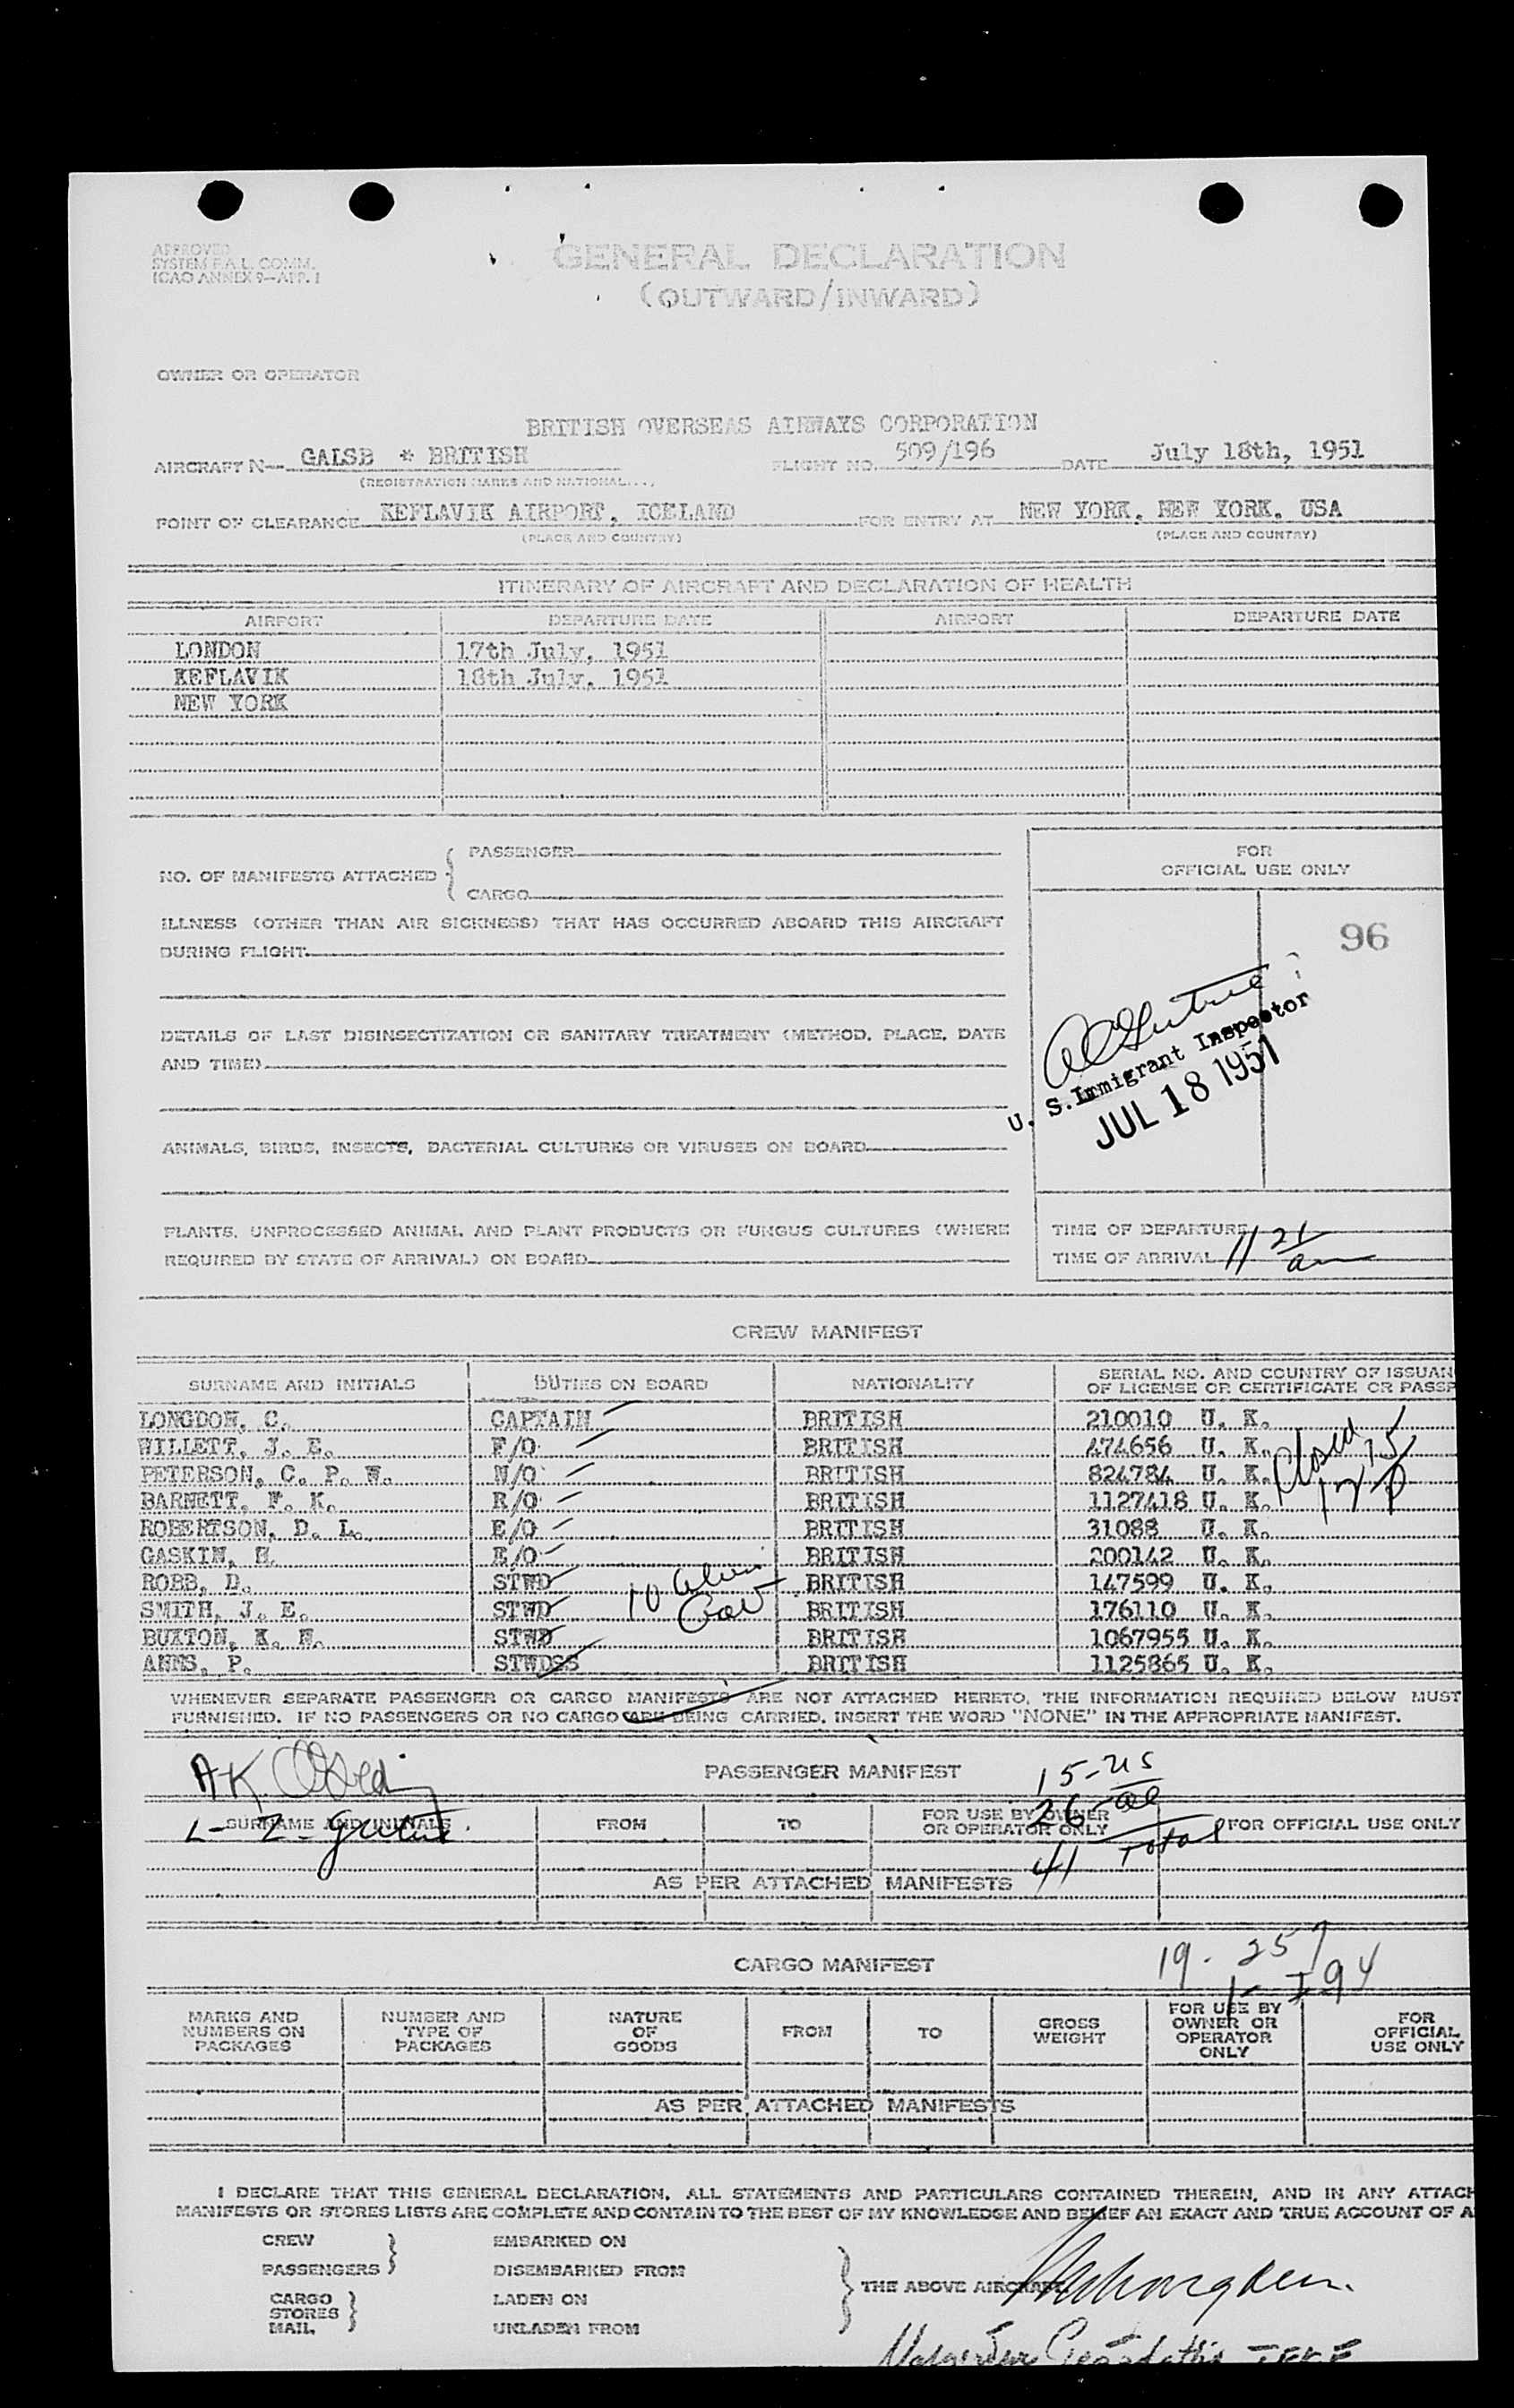 APPROVED
SYSTEM F.A.L. COMM.
ICAO ANNEX 9—APP. 1
GENERAL DECLARATION
(OUTWARD/INWARD)
OWNER OR OPERATOR
BRITISH OVERSEAS AIRWAYS CORPORATION
AIRCRAFT N— GALSB * BRITISH FLIGHT NO. 509/196 DATE July 18th, 1951
(REGISTRATION MARKS AND NATIONAL....)
POINT OF CLEARANCE KEFLAVIK AIRPORT, ICELAND FOR ENTRY AT NEW YORK, NEW YORK, USA
(PLACE AND COUNTRY) (PLACE AND COUNTRY)
ITINERARY OF AIRCRAFT AND DECLARATION OF HEALTH
AIRPORT DEPARTURE DATE AIRPORT DEPARTURE DATE
LONDON 17th July, 1951
KEFLAVIK 18th July, 1951
NEW YORK
NO. OF MANIFESTS ATTACHED { PASSENGER
CARGO
ILLNESS (OTHER THAN AIR SICKNESS) THAT HAS OCCURRED ABOARD THIS AIRCRAFT
DURING FLIGHT.
DETAILS OF LAST DISINSECTIZATION OR SANITARY TREATMENT (METHOD, PLACE, DATE
AND TIME)
ANIMALS, BIRDS, INSECTS, BACTERIAL CULTURES OR VIRUSES ON BOARD
PLANTS, UNPROCESSED ANIMAL AND PLANT PRODUCTS OR FUNGUS CULTURES (WHERE
REQUIRED BY STATE OF ARRIVAL) ON BOARD
FOR
OFFICIAL USE ONLY
96
U. S. Immigrant Inspector
JUL 18 1951
TIME OF DEPARTURE
TIME OF ARRIVAL 11 21 am
CREW MANIFEST
SURNAME AND INITIALS DUTIES ON BOARD NATIONALITY SERIAL NO. AND COUNTRY OF ISSUAN
OF LICENSE OR CERTIFICATE OR PASSP
LONGDON, C. CAPTAIN BRITISH 210010 U. K.
WILLETT, J. E. F/O BRITISH 474656 U. K.
PETERSON, C. P. W. N/O BRITISH 824784 U. K.
BARNETT, F. K. R/O BRITISH 1127418 U. K.
ROBERTSON, D. L. E/O BRITISH 31088 U. K.
GASKIN, H. E/O BRITISH 200142 U. K.
ROBB, D. STWD BRITISH 147599 U. K.
SMITH, J. E. STWD BRITISH 176110 U. K.
BUXTON, K. N. STWD BRITISH 1067955 U. K.
ANNS, P. STWDSS BRITISH 1125865 U. K.
Closed
12 15 P
10 alien
WHENEVER SEPARATE PASSENGER OR CARGO MANIFESTS ARE NOT ATTACHED HERETO, THE INFORMATION REQUIRED BELOW MUST
FURNISHED. IF NO PASSENGERS OR NO CARGO ARE BEING CARRIED, INSERT THE WORD "NONE" IN THE APPROPRIATE MANIFEST.
PASSENGER MANIFEST
15-US
26-al
41 Total
SURNAME AND INITIALS FROM TO FOR USE BY OWNER
OR OPERATOR ONLY FOR OFFICIAL USE ONLY
AS PER ATTACHED MANIFESTS
CARGO MANIFEST
19 - 257
1- I 94
MARKS AND
NUMBERS ON
PACKAGES NUMBER AND
TYPE OF
PACKAGES NATURE
OF
GOODS FROM TO GROSS
WEIGHT FOR USE BY
OWNER OR
OPERATOR
ONLY FOR
OFFICIAL
USE ONLY
AS PER ATTACHED MANIFESTS
I DECLARE THAT THIS GENERAL DECLARATION, ALL STATEMENTS AND PARTICULARS CONTAINED THEREIN, AND IN ANY ATTACH
MANIFESTS OR STORES LISTS ARE COMPLETE AND CONTAIN TO THE BEST OF MY KNOWLEDGE AND BELIEF AN EXACT AND TRUE ACCOUNT OF A
CREW
PASSENGERS }
EMBARKED ON
DISEMBARKED FROM
CARGO
STORES
MAIL }
LADEN ON
UNLADEN FROM
} THE ABOVE AIRCRAFT.